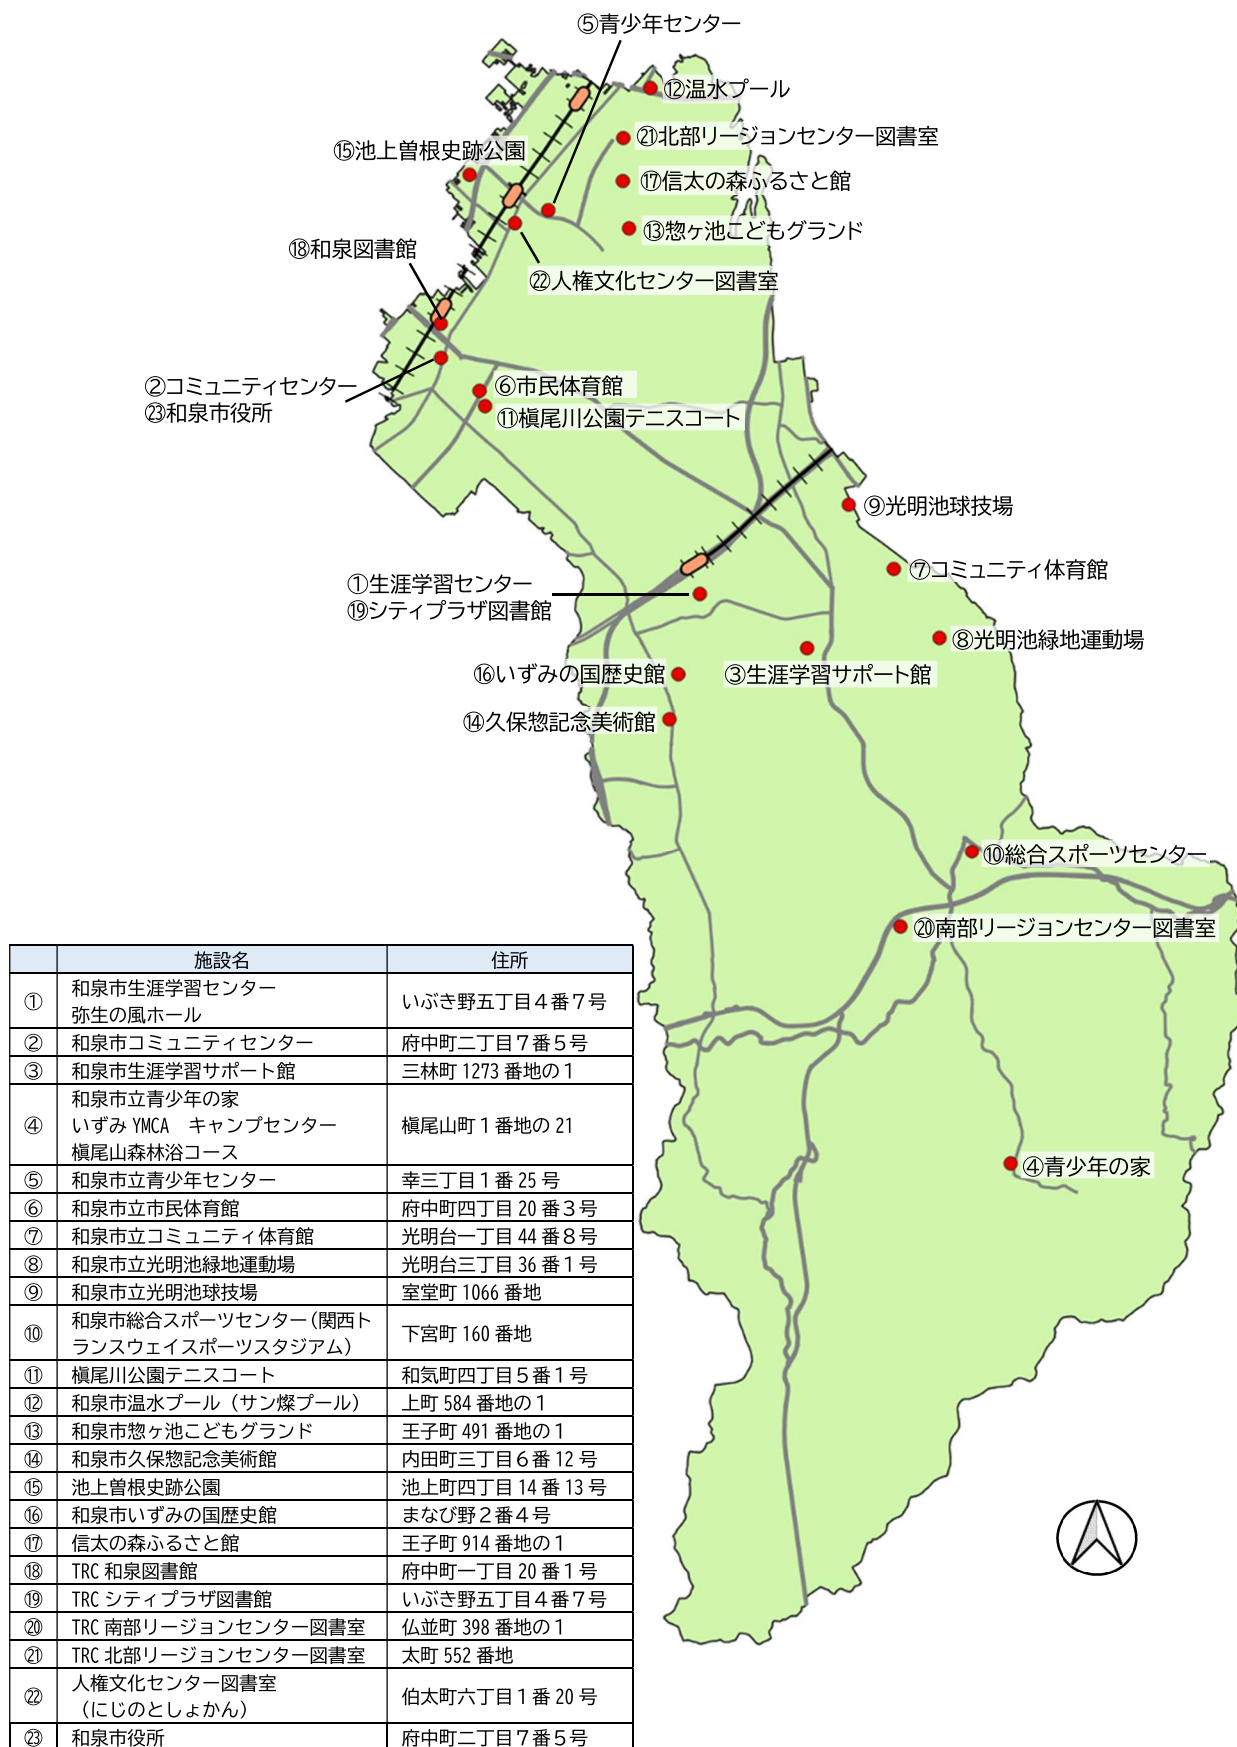 ⑤青少年センター
⑫温水プール
㉑北部リージョンセンター図書室
⑮池上曽根史跡公園
⑰信太の森ふるさと館
⑬惣ヶ池こどもグランド
⑱和泉図書館
㉒人権文化センター図書室
②コミュニティセンター
㉓和泉市役所
⑥市民体育館
⑪槇尾川公園テニスコート
⑨光明池球技場
⑦コミュニティ体育館
①生涯学習センター
⑲シティプラザ図書館
⑧光明池緑地運動場
⑯いずみの国歴史館
③生涯学習サポート館
⑭久保惣記念美術館
⑩総合スポーツセンター
⑳南部リージョンセンター図書室
④青少年の家
施設名 住所
① 和泉市生涯学習センター
弥生の風ホール いぶき野五丁目4番7号
② 和泉市コミュニティセンター 府中町二丁目7番5号
③ 和泉市生涯学習サポート館 三林町 1273 番地の1
④ 和泉市立青少年の家
いずみ YMCA　キャンプセンター 槇尾山町1番地の 21
槇尾山森林浴コース
⑤ 和泉市立青少年センター 幸三丁目1番 25 号
⑥ 和泉市立市民体育館 府中町四丁目 20 番3号
⑦ 和泉市立コミュニティ体育館 光明台一丁目 44 番8号
⑧ 和泉市立光明池緑地運動場 光明台三丁目 36 番1号
⑨ 和泉市立光明池球技場 室堂町 1066 番地
⑩ 和泉市総合スポーツセンター(関西ト
ランスウェイスポーツスタジアム) 下宮町 160 番地
⑪ 槇尾川公園テニスコート 和気町四丁目5番1号
⑫ 和泉市温水プール（サン燦プール） 上町 584 番地の1
⑬ 和泉市惣ヶ池こどもグランド 王子町 491 番地の1
⑭ 和泉市久保惣記念美術館 内田町三丁目6番 12 号
⑮ 池上曽根史跡公園 池上町四丁目 14 番 13 号
⑯ 和泉市いずみの国歴史館 まなび野2番4号
⑰ 信太の森ふるさと館 王子町 914 番地の1
⑱ TRC 和泉図書館 府中町一丁目 20 番1号
⑲ TRC シティプラザ図書館 いぶき野五丁目4番7号
⑳ TRC 南部リージョンセンター図書室 仏並町 398 番地の1
㉑ TRC 北部リージョンセンター図書室 太町 552 番地
㉒ 人権文化センター図書室
（にじのとしょかん） 伯太町六丁目1番 20 号
㉓ 和泉市役所 府中町二丁目7番5号